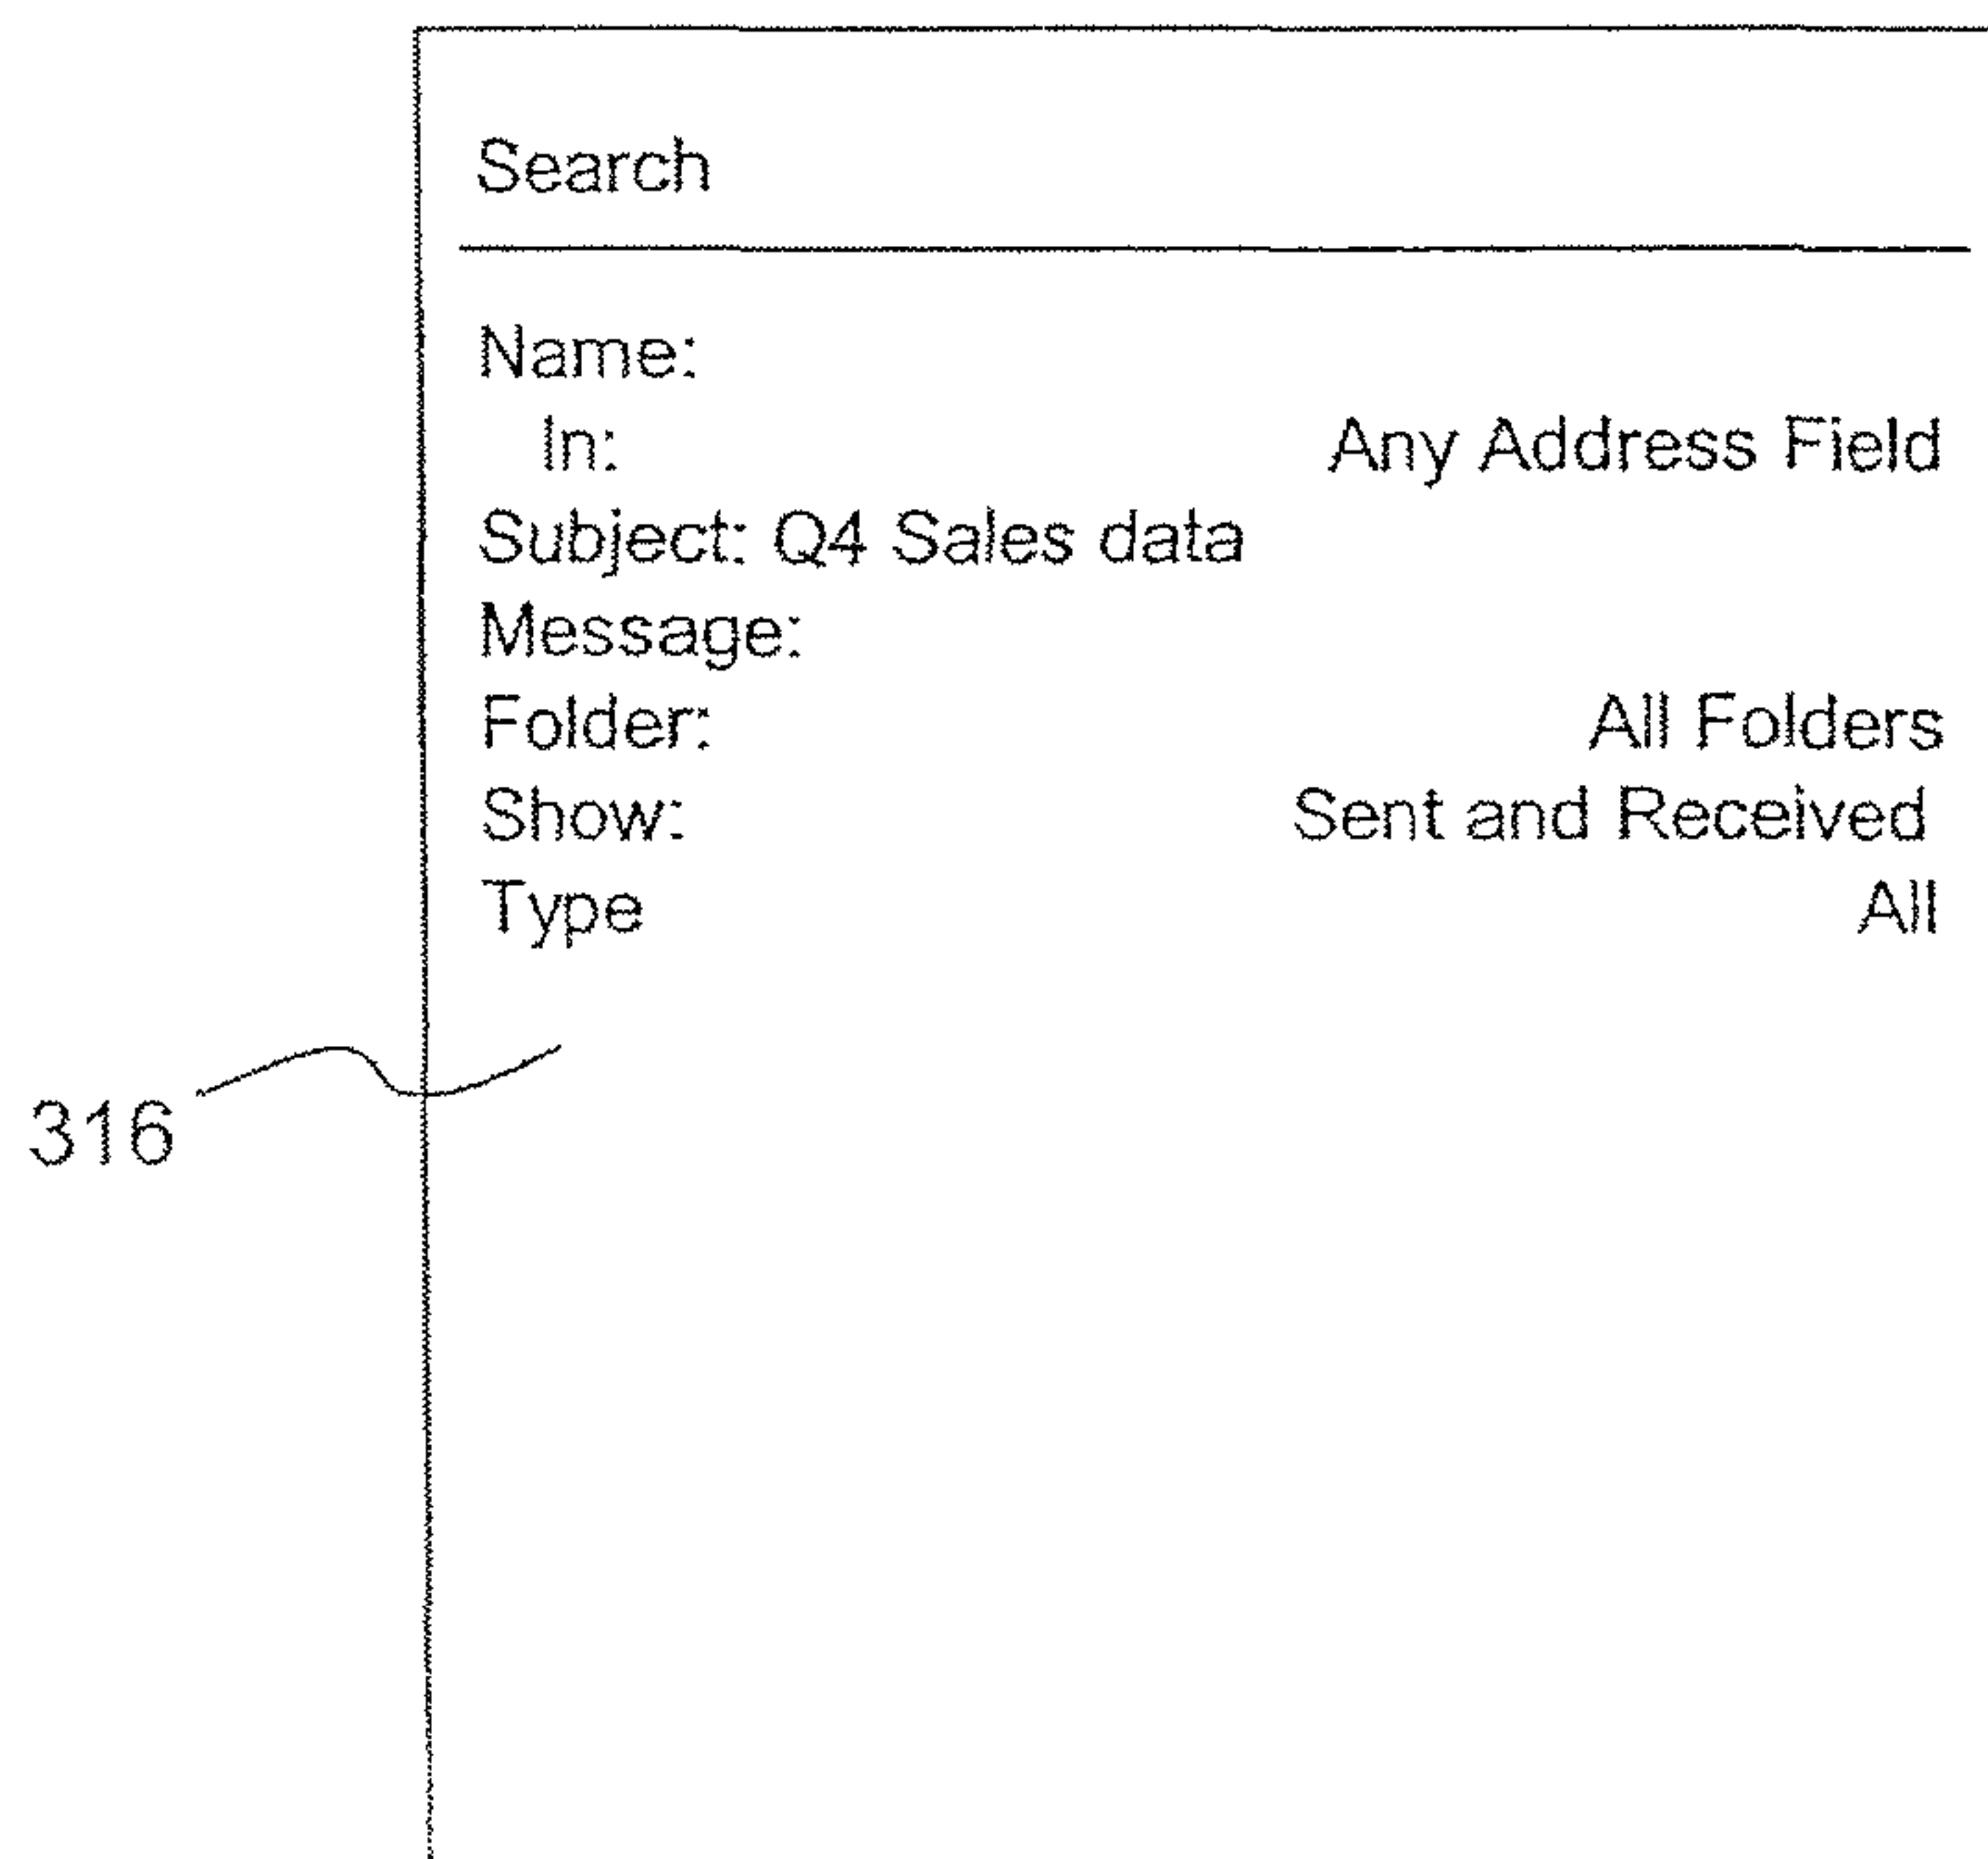 Search
Name:
In: Any Address Field
Subject: Q4 Sales data
Message:
Folder: All Folders
Show: Sent and Received
Type All
316